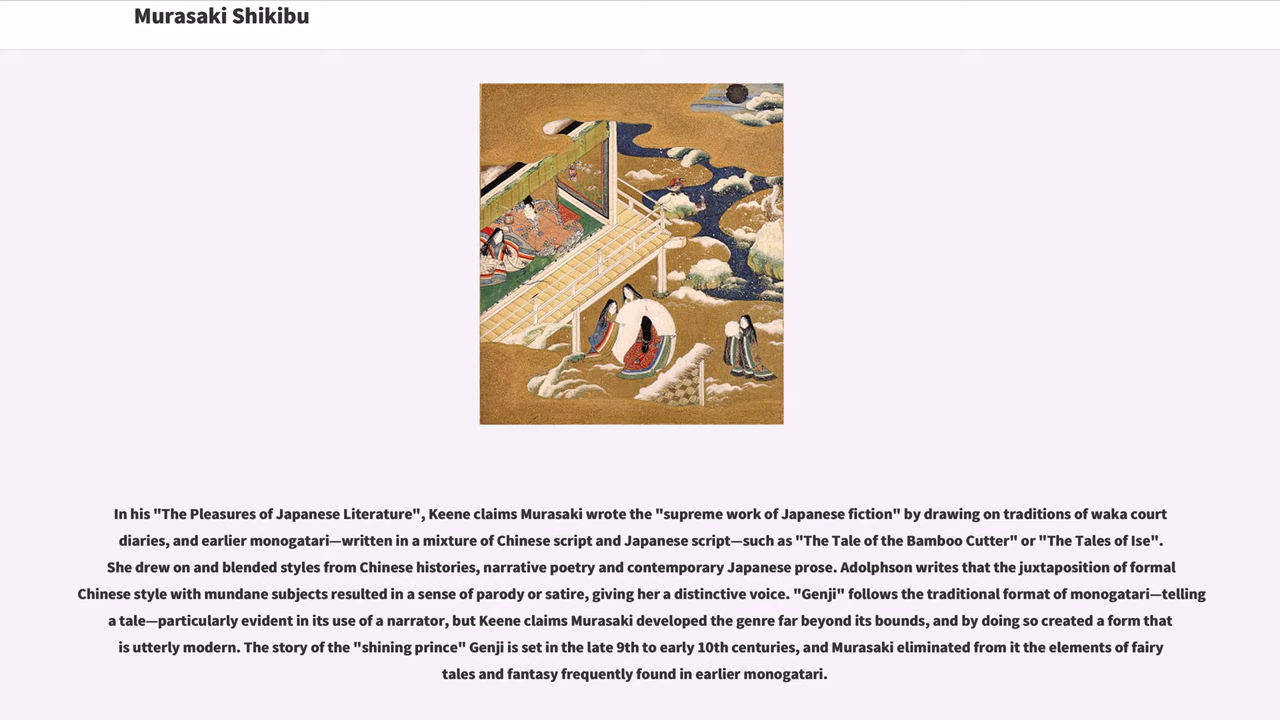 Murasaki Shikibu
In his "The Pleasures of Japanese Literature", Keene claims Murasaki wrote the "supreme work of Japanese fiction" by drawing on traditions of waka court
diaries, and earlier monogatari—written in a mixture of Chinese script and Japanese script—such as "The Tale of the Bamboo Cutter" or "The Tales of Ise".
She drew on and blended styles from Chinese histories, narrative poetry and contemporary Japanese prose. Adolphson writes that the juxtaposition of formal
Chinese style with mundane subjects resulted in a sense of parody or satire, giving her a distinctive voice. "Genji" follows the traditional format of monogatari—telling
a tale—particularly evident in its use of a narrator, but Keene claims Murasaki developed the genre far beyond its bounds, and by doing so created a form that
is utterly modern. The story of the "shining prince" Genji is set in the late 9th to early 10th centuries, and Murasaki eliminated from it the elements of fairy
tales and fantasy frequently found in earlier monogatari.